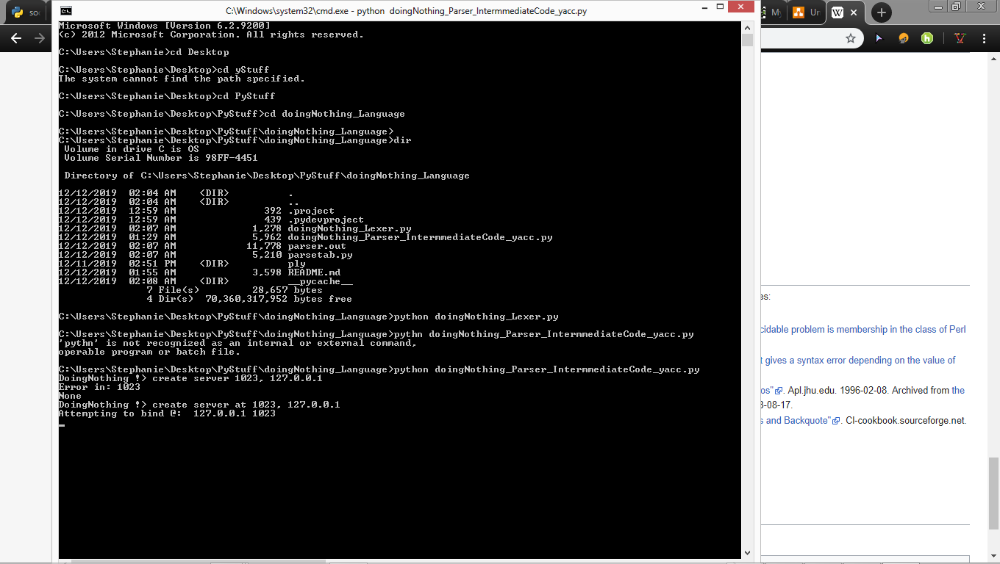 C:\Windows\system32\cmd.exe - python doingNothing_Parser_IntermmediateCode_yacc.py
Microsoft Windows [Version 6.2.9200]
(c) 2012 Microsoft Corporation. All rights reserved.
C:\Users\Stephanie>cd Desktop
C:\Users\Stephanie\Desktop>cd yStuff
The system cannot find the path specified.
C:\Users\Stephanie\Desktop>cd PyStuff
C:\Users\Stephanie\Desktop\PyStuff>cd doingNothing_Language
C:\Users\Stephanie\Desktop\PyStuff\doingNothing_Language>
C:\Users\Stephanie\Desktop\PyStuff\doingNothing_Language>dir
Volume in drive C is OS
Volume Serial Number is 98FF-4451
Directory of C:\Users\Stephanie\Desktop\PyStuff\doingNothing_Language
12/12/2019 02:04 AM <DIR> .
12/12/2019 02:04 AM <DIR> ..
12/12/2019 12:59 AM 392 .project
12/12/2019 12:59 AM 439 .pydevproject
12/12/2019 02:07 AM 1,278 doingNothing_Lexer.py
12/12/2019 01:29 AM 5,962 doingNothing_Parser_IntermmediateCode_yacc.py
12/12/2019 02:07 AM 11,778 parser.out
12/12/2019 02:07 AM 5,210 parsetab.py
12/11/2019 02:51 PM <DIR> ply
12/12/2019 01:55 AM 3,598 README.md
12/12/2019 02:08 AM <DIR> __pycache__
7 File(s) 28,657 bytes
4 Dir(s) 70,360,317,952 bytes free
C:\Users\Stephanie\Desktop\PyStuff\doingNothing_Language>python doingNothing_Lexer.py
C:\Users\Stephanie\Desktop\PyStuff\doingNothing_Language>pythn doingNothing_Parser_IntermmediateCode_yacc.py
'pythn' is not recognized as an internal or external command,
operable program or batch file.
C:\Users\Stephanie\Desktop\PyStuff\doingNothing_Language>python doingNothing_Parser_IntermmediateCode_yacc.py
DoingNothing !> create server 1023, 127.0.0.1
Error in: 1023
None
DoingNothing !> create server at 1023, 127.0.0.1
Attempting to bind @: 127.0.0.1 1023
so
My
Un
W
es:
cidable problem is membership in the class of Perl
t gives a syntax error depending on the value of
os". Apl.jhu.edu. 1996-02-08. Archived from the
8-08-17.
s and Backquote". Cl-cookbook.sourceforge.net.